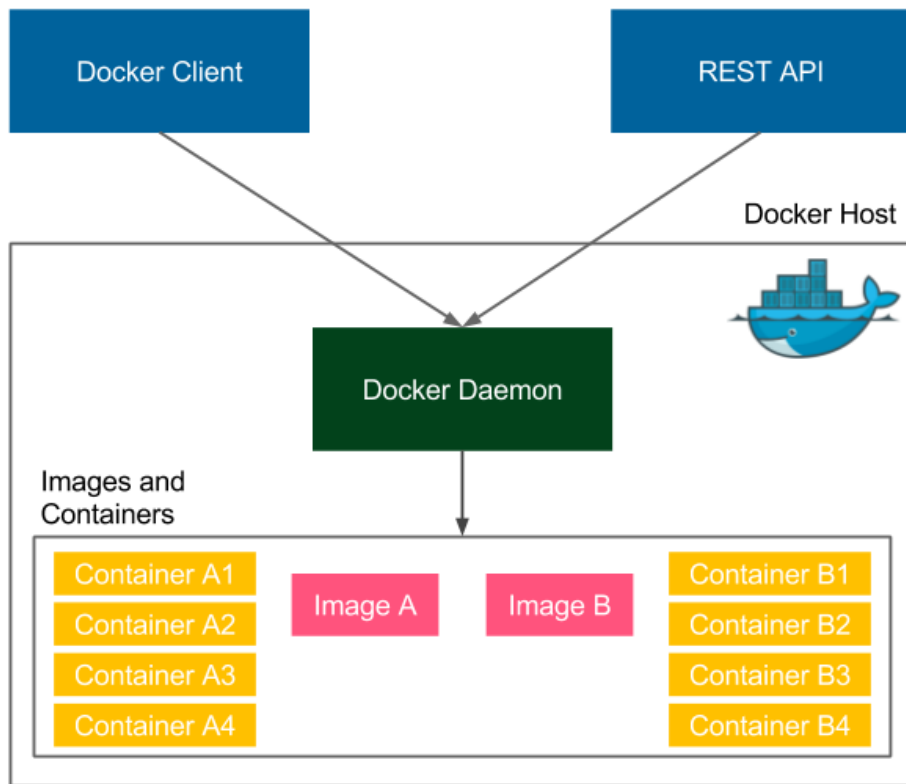 Docker Client
REST API
Docker Host
Docker Daemon
Images and
Containers
Container A1
Container A2
Container A3
Container A4
Image A
Image B
Container B1
Container B2
Container B3
Container B4